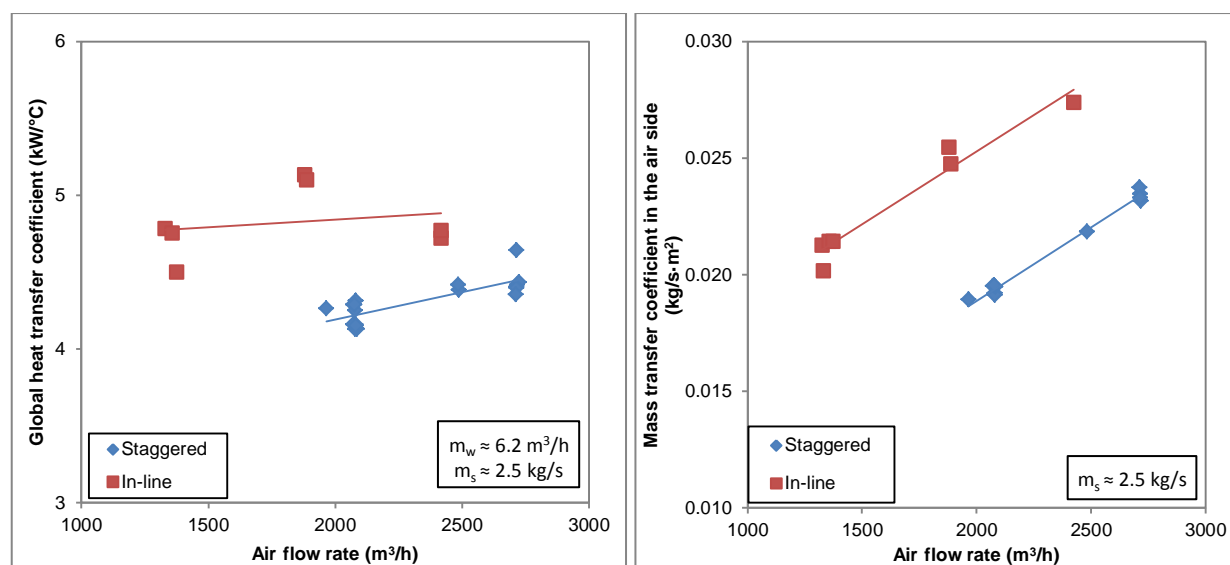 Global heat transfer coefficient (kW/°C)
6
5
4
3
1000 1500 2000 2500 3000
Air flow rate (m³/h)
Staggered
In-line
m_w ≈ 6.2 m³/h
m_s ≈ 2.5 kg/s
Mass transfer coefficient in the air side
(kg/s·m²)
0.030
0.025
0.020
0.015
0.010
1000 1500 2000 2500 3000
Air flow rate (m³/h)
Staggered
In-line
m_s ≈ 2.5 kg/s